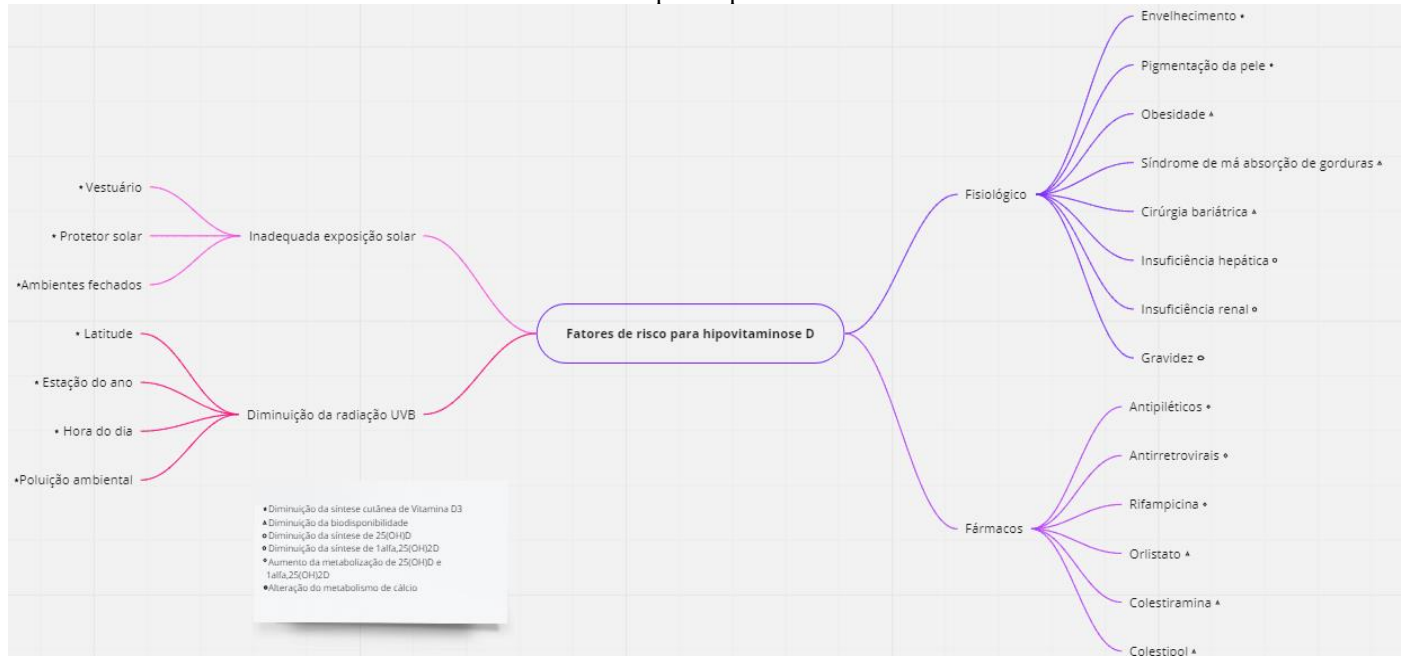 Envelhecimento
Pigmentação da pele
Obesidade
Síndrome de má absorção de gorduras
Cirúrgia bariátrica
Insuficiência hepática
Insuficiência renal
Gravidez
Fisiológico
• Vestuário
• Protetor solar
•Ambientes fechados
Inadequada exposição solar
Fatores de risco para hipovitaminose D
• Latitude
• Estação do ano
• Hora do dia
•Poluição ambiental
Diminuição da radiação UVB
Antipiléticos
Antirretrovirais
Rifampicina
Orlistato
Colestiramina
Colestipol
Fármacos
Diminuição da síntese cutânea de Vitamina D3
Diminuição da biodisponibilidade
Diminuição da síntese de 25(OH)D
Diminuição da síntese de 1alfa,25(OH)2D
Aumento da metabolização de 25(OH)D e
1alfa,25(OH)2D
Alteração do metabolismo de cálcio